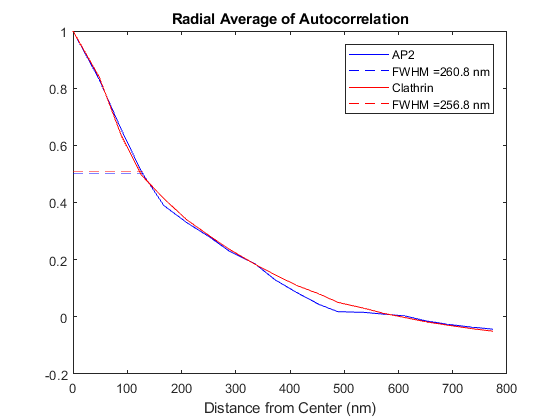 Radial Average of Autocorrelation
1
0.8
0.6
0.4
0.2
0
-0.2
AP2
FWHM =260.8 nm
Clathrin
FWHM =256.8 nm
0 100 200 300 400 500 600 700 800
Distance from Center (nm)